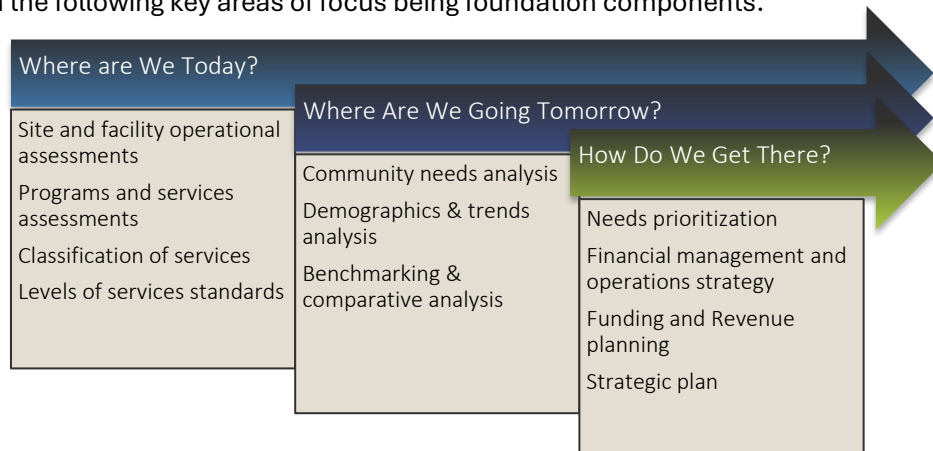 the following key areas of focus being foundation components.
Where are We Today?
Site and facility operational
assessments
Programs and services
assessments
Classification of services
Levels of services standards
Where Are We Going Tomorrow?
Community needs analysis
Demographics & trends
analysis
Benchmarking &
comparative analysis
How Do We Get There?
Needs prioritization
Financial management and
operations strategy
Funding and Revenue
planning
Strategic plan